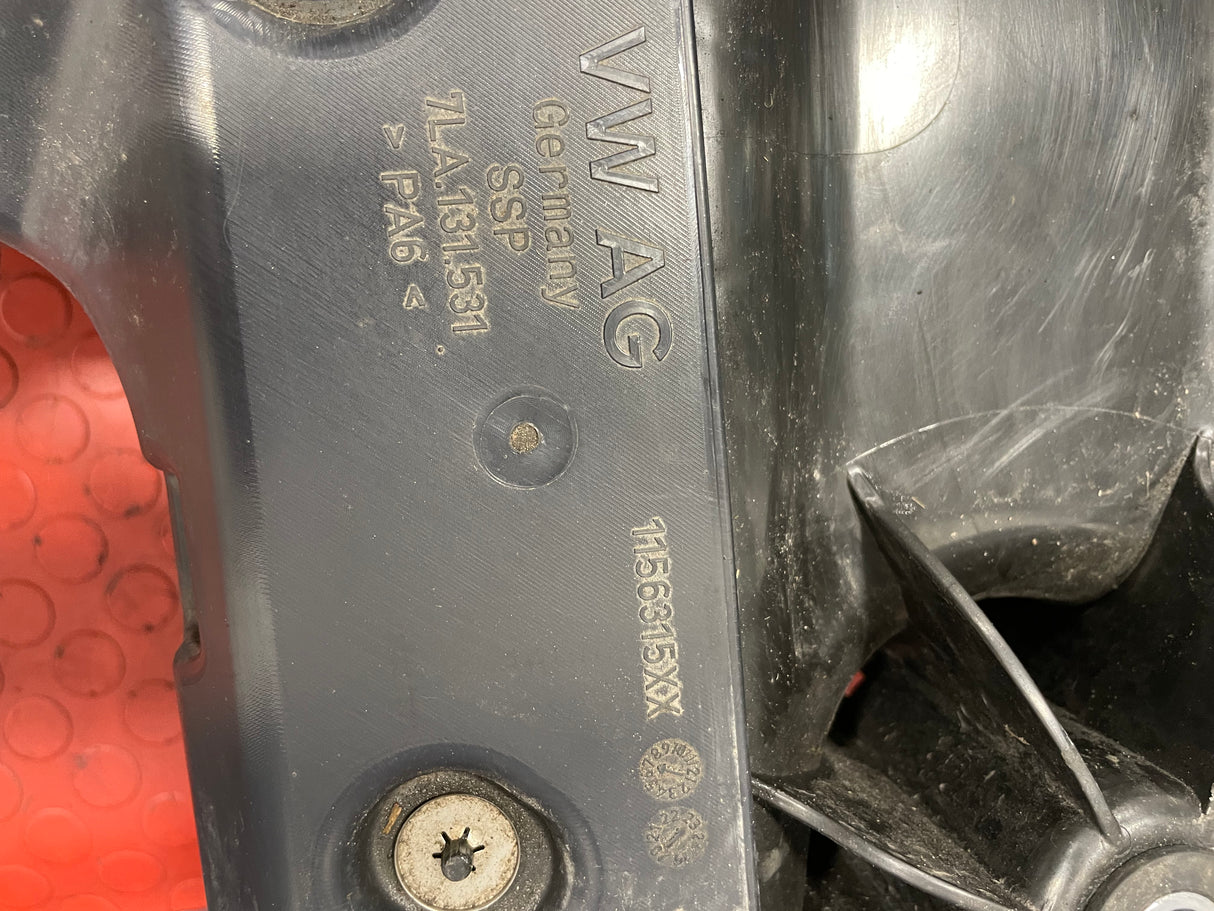 VW AG
Germany
SSP
7LA.131.531 .
> PA6 <
1156315XX